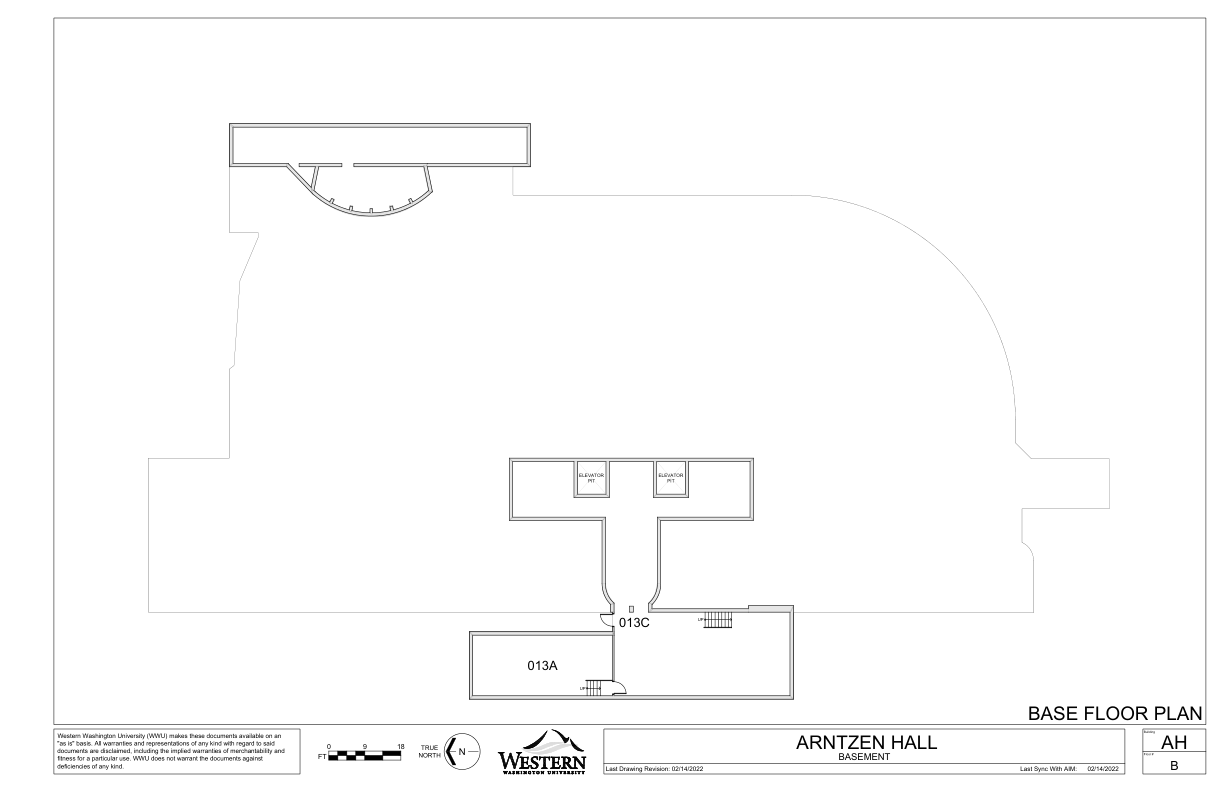 ELEVATOR
PIT
ELEVATOR
PIT
UP
013C
013A
UP
BASE FLOOR PLAN
Western Washington University (WWU) makes these documents available on an
"as is" basis. All warranties and representations of any kind with regard to said
documents are disclaimed, including the implied warranties of merchantability and
fitness for a particular use. WWU does not warrant the documents against
deficiencies of any kind.
FT
0 9 18
TRUE
NORTH
N
WESTERN
WASHINGTON UNIVERSITY
ARNTZEN HALL
BASEMENT
Last Drawing Revision: 02/14/2022
Last Sync With AIM: 02/14/2022
Building
AH
Floor
B